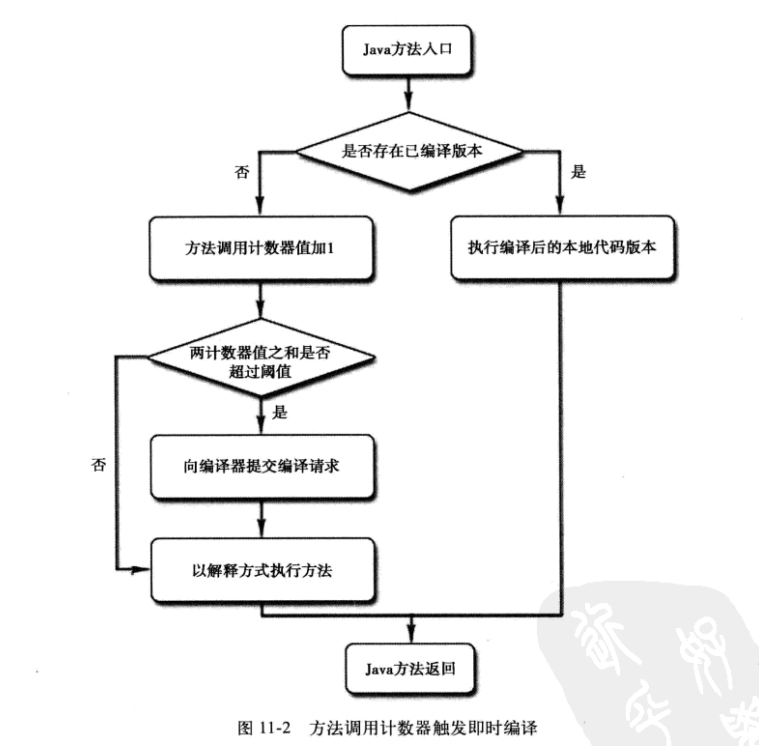 Java方法入口
是否存在已编译版本
否
是
方法调用计数器值加1
执行编译后的本地代码版本
两计数器值之和是否
超过阈值
是
否
向编译器提交编译请求
以解释方式执行方法
Java方法返回
图 11-2 方法调用计数器触发即时编译